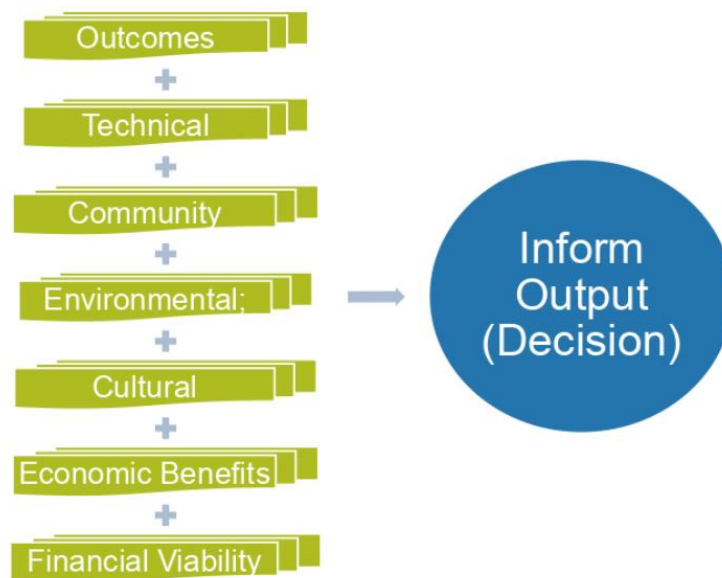 Outcomes
Technical
Community
Environmental;
Cultural
Economic Benefits
Financial Viability
Inform
Output
(Decision)